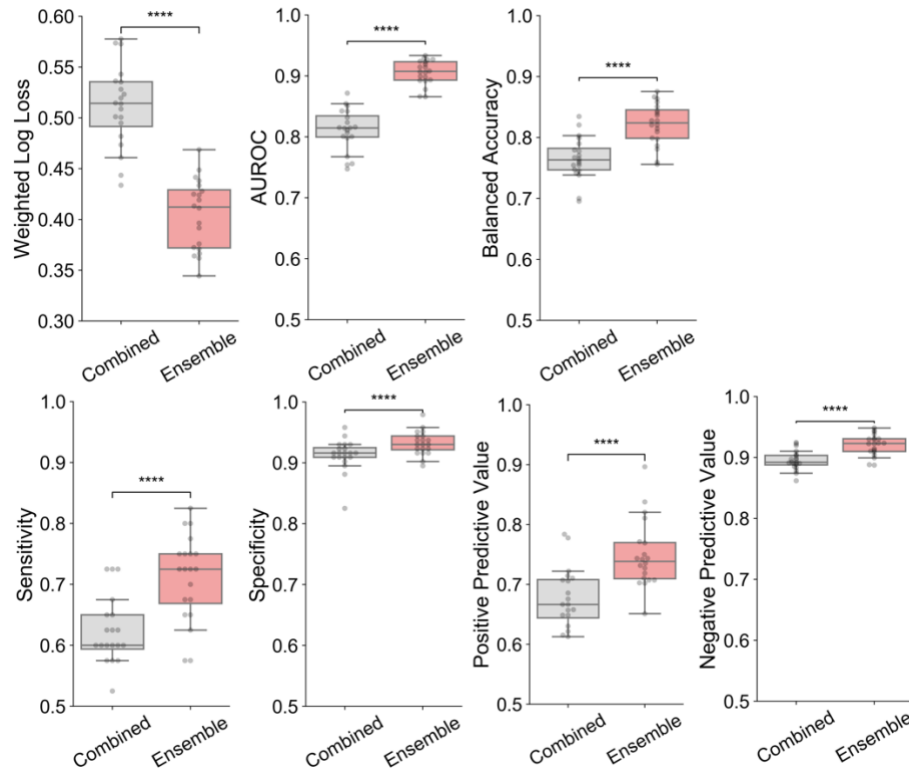 Weighted Log Loss
0.60
0.55
0.50
0.45
0.40
0.35
0.30
****
Combined
Ensemble
AUROC
1.0
0.9
0.8
0.7
0.6
0.5
****
Combined
Ensemble
Balanced Accuracy
1.0
0.9
0.8
0.7
0.6
0.5
****
Combined
Ensemble
Sensitivity
1.0
0.9
0.8
0.7
0.6
0.5
****
Combined
Ensemble
Specificity
1.0
0.9
0.8
0.7
0.6
0.5
****
Combined
Ensemble
Positive Predictive Value
1.0
0.9
0.8
0.7
0.6
0.5
****
Combined
Ensemble
Negative Predictive Value
1.0
0.9
0.8
0.7
0.6
0.5
****
Combined
Ensemble